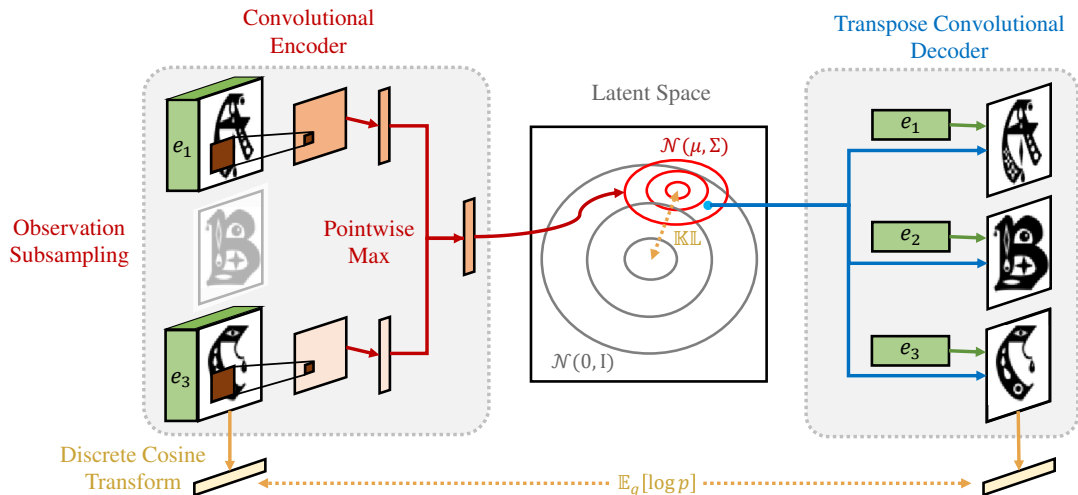 Convolutional
Encoder
Transpose Convolutional
Decoder
Latent Space
Observation
Subsampling
e₁
A
B
e₃
C
Pointwise
Max
𝒩(μ, Σ)
𝕂𝕃
𝒩(0, I)
e₁
A
e₂
B
e₃
C
Discrete Cosine
Transform
𝔼q[log p]